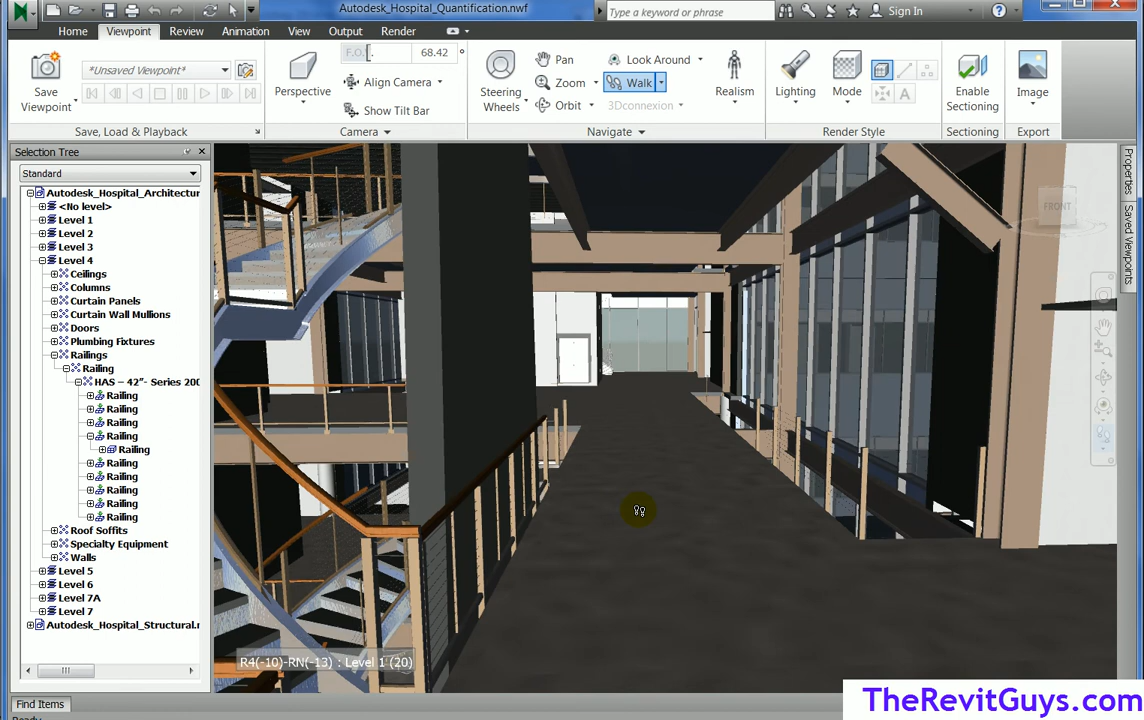 Autodesk_Hospital_Quantification.nwf
Type a keyword or phrase
Sign In
Home Viewpoint Review Animation View Output Render
Save Viewpoint
*Unsaved Viewpoint*
Save, Load & Playback
Perspective
F.O.
68.42 °
Align Camera
Show Tilt Bar
Camera
Steering Wheels
Pan
Zoom
Orbit
Look Around
Walk
3Dconnexion
Navigate
Realism
Lighting
Mode
Render Style
Enable Sectioning
Sectioning
Image
Export
Selection Tree
Standard
Autodesk_Hospital_Architectur
<No level>
Level 1
Level 2
Level 3
Level 4
Ceilings
Columns
Curtain Panels
Curtain Wall Mullions
Doors
Plumbing Fixtures
Railings
Railing
HAS – 42"- Series 200
Railing
Railing
Railing
Railing
Railing
Railing
Railing
Railing
Railing
Railing
Roof Soffits
Specialty Equipment
Walls
Level 5
Level 6
Level 7A
Level 7
Autodesk_Hospital_Structural.r
FRONT
Properties
Saved Viewpoints
R4(-10)-RN(-13) : Level 1 (20)
Find Items
Ready
TheRevitGuys.com